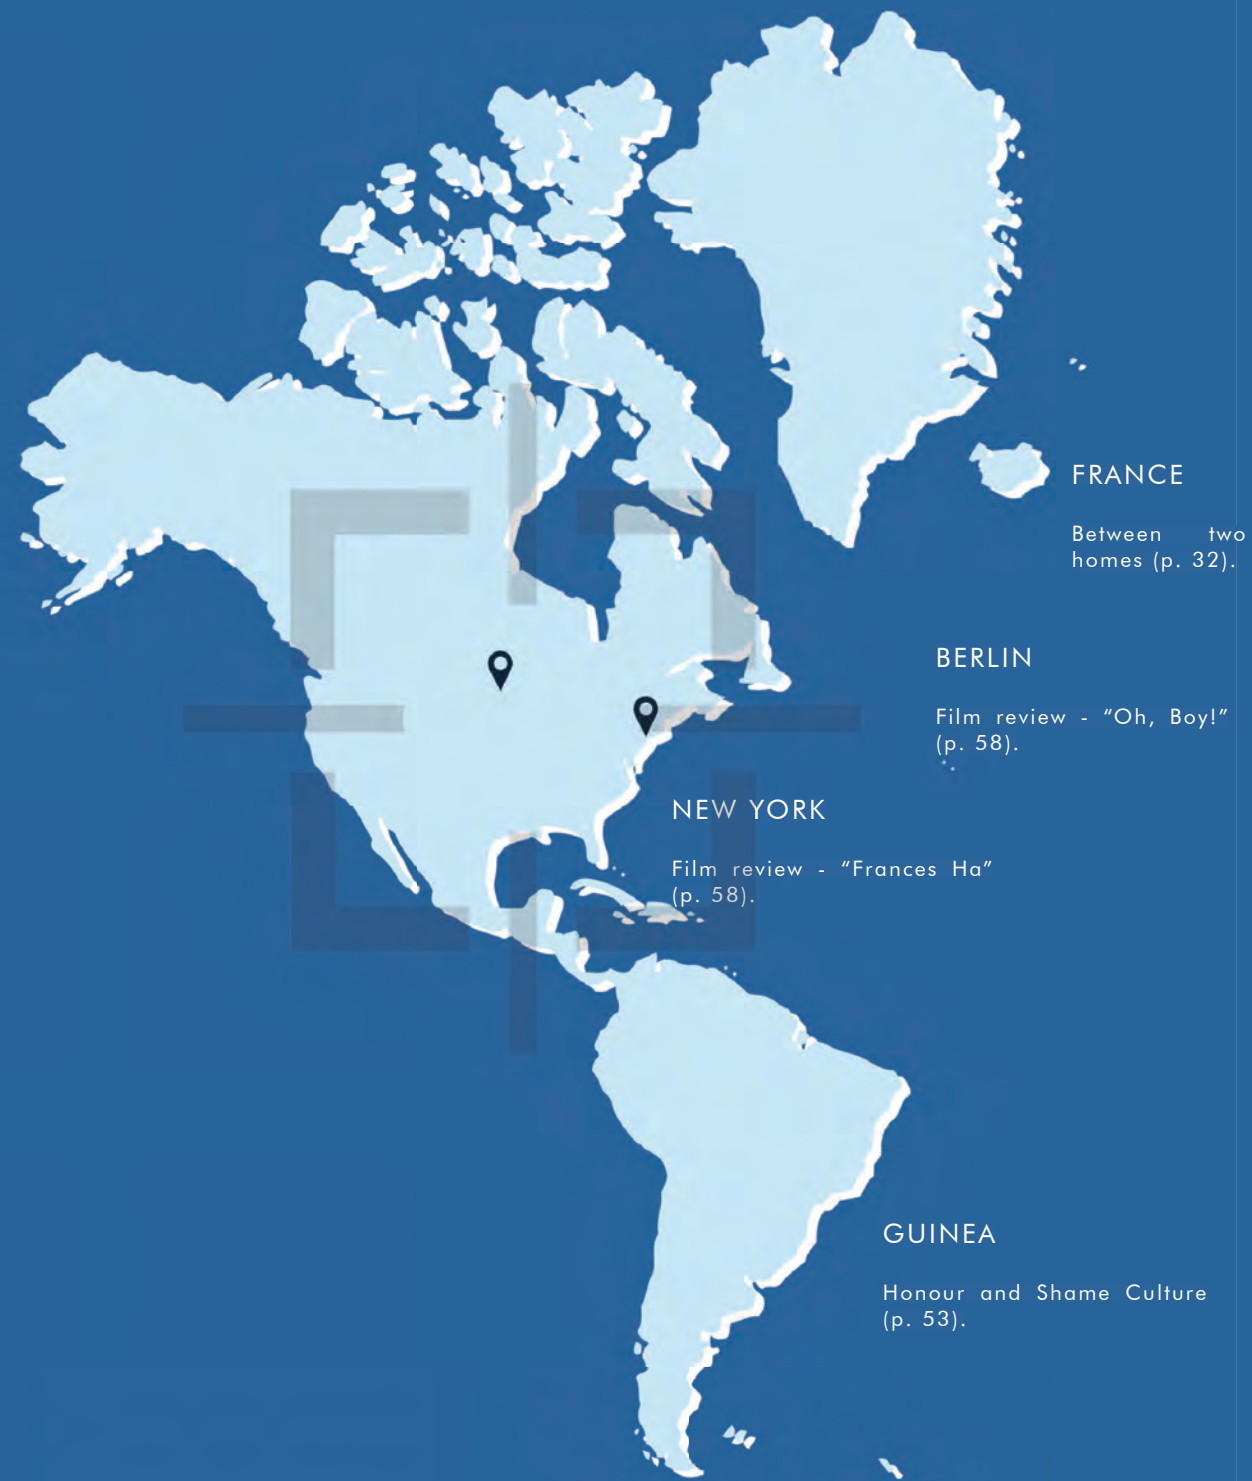 FRANCE
Between two
homes (p. 32).
BERLIN
Film review - “Oh, Boy!”
(p. 58).
NEW YORK
Film review - “Frances Ha”
(p. 58).
GUINEA
Honour and Shame Culture
(p. 53).